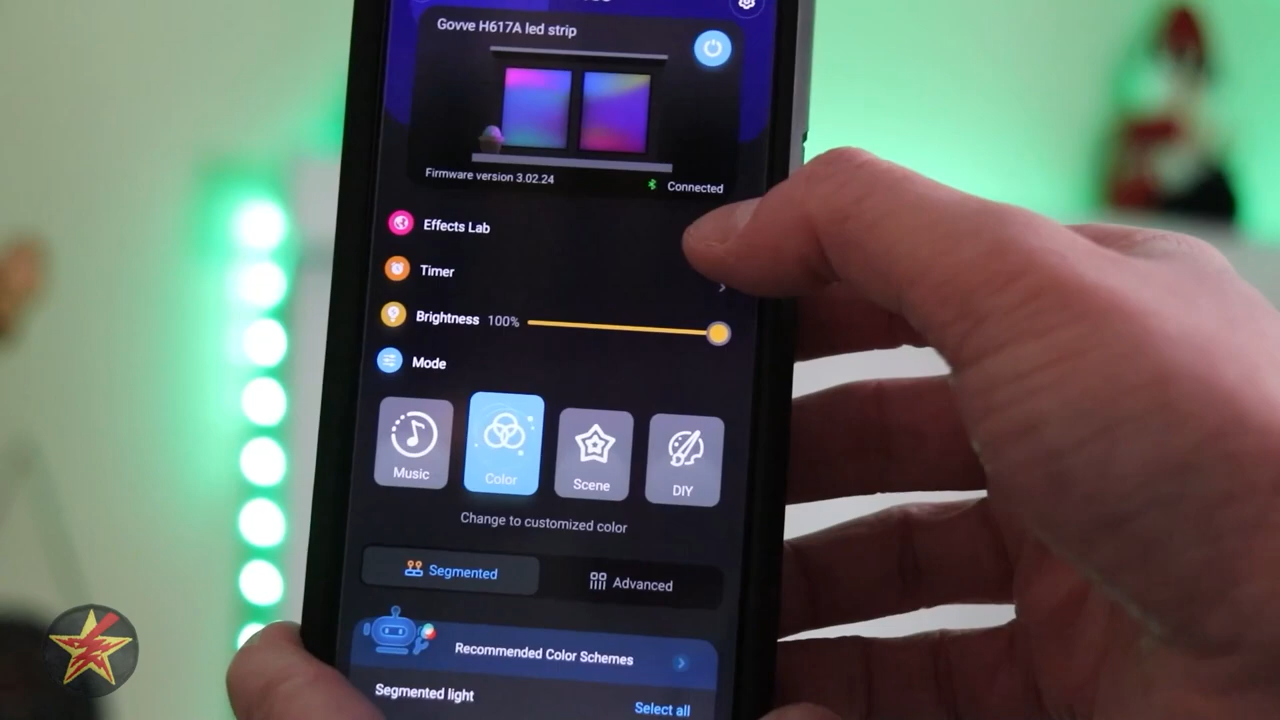 Govve H617A led strip
Firmware version 3.02.24
Connected
Effects Lab
Timer
Brightness 100%
Mode
Music
Color
Scene
DIY
Change to customized color
Segmented
Advanced
Recommended Color Schemes
Segmented light
Select all